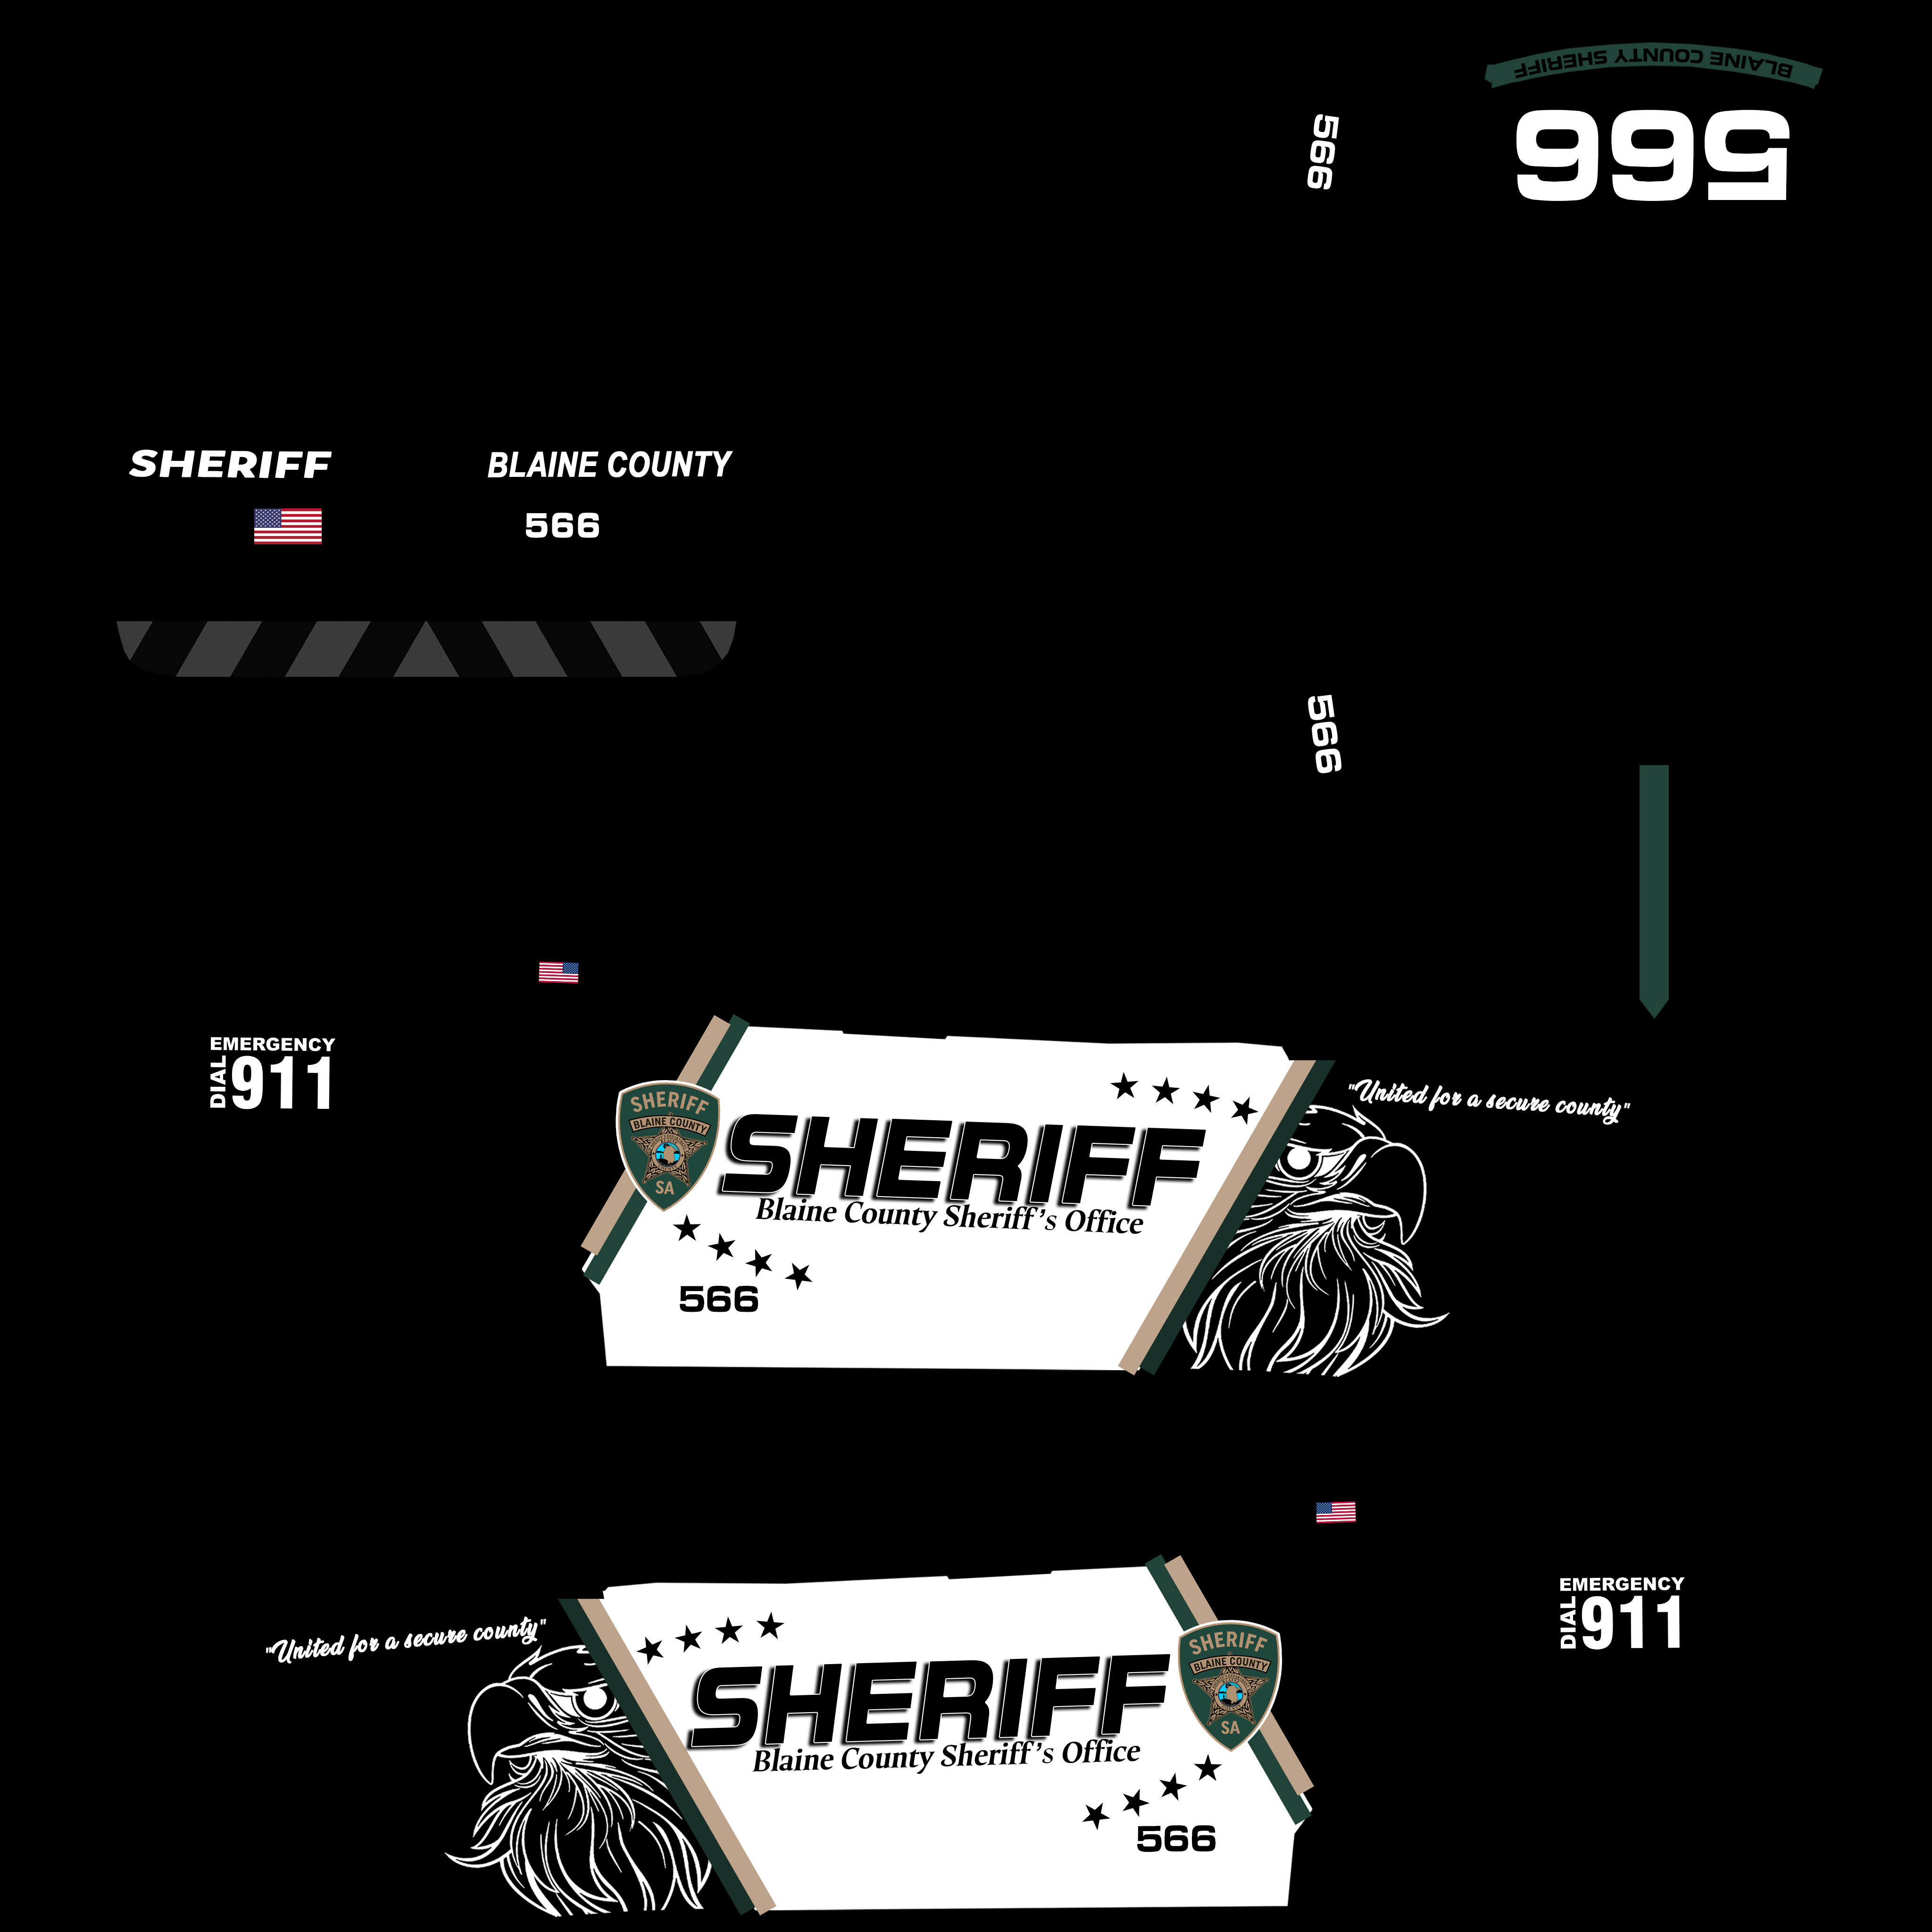 BLAINE COUNTY SHERIFF
566
566
SHERIFF
BLAINE COUNTY
566
566
EMERGENCY
DIAL
911
SHERIFF
BLAINE COUNTY
SA
SHERIFF
Blaine County Sheriff's Office
566
"United for a secure county"
"United for a secure county"
SHERIFF
Blaine County Sheriff's Office
SHERIFF
BLAINE COUNTY
SA
566
EMERGENCY
DIAL
911